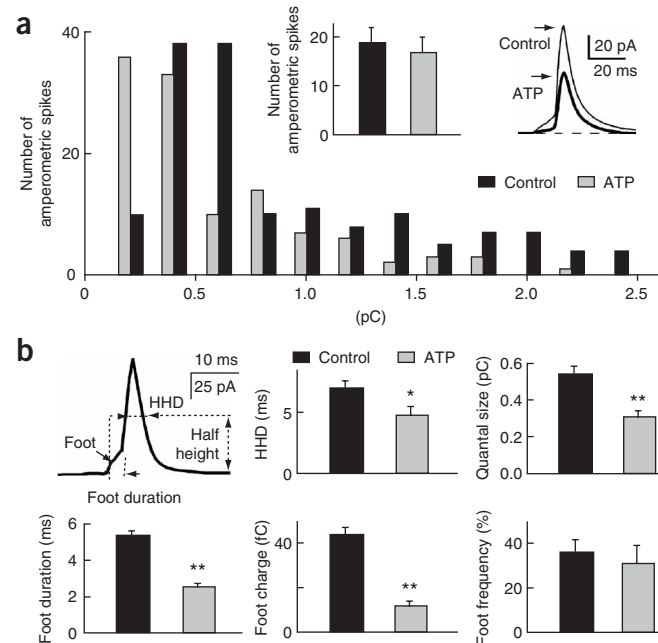 a
40
20
0
Number of
amperometric spikes
0
0.5
1.0
1.5
2.0
2.5
(pC)
20
10
0
Number of
amperometric spikes
Control
ATP
20 pA
20 ms
Control
ATP
b
10 ms
25 pA
HHD
Foot
Half
height
Foot duration
Control
ATP
5
0
HHD (ms)
*
0.6
0.4
0.2
0.0
Quantal size (pC)
**
6
4
2
0
Foot duration (ms)
**
40
0
Foot charge (fC)
**
40
20
0
Foot frequency (%)